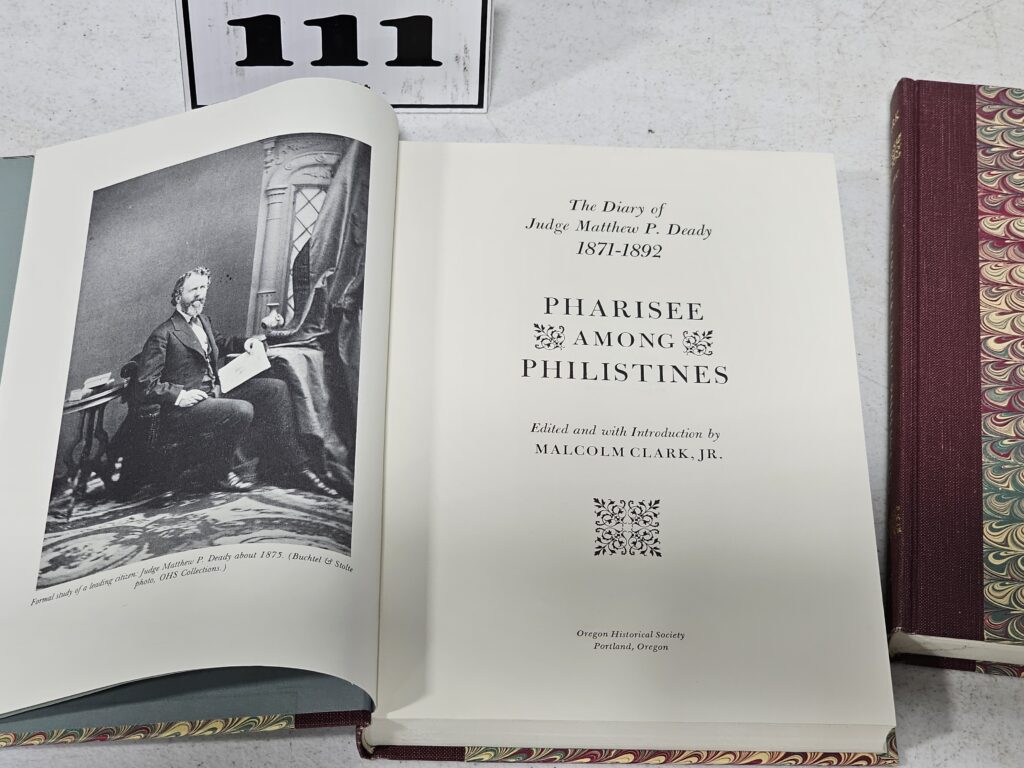 111
The Diary of
Judge Matthew P. Deady
1871-1892
PHARISEE
AMONG
PHILISTINES
Edited and with Introduction by
MALCOLM CLARK, JR.
Oregon Historical Society
Portland, Oregon
Formal study of a leading citizen: Judge Matthew P. Deady about 1875. (Buchtel & Stolte
photo, OHS Collections.)